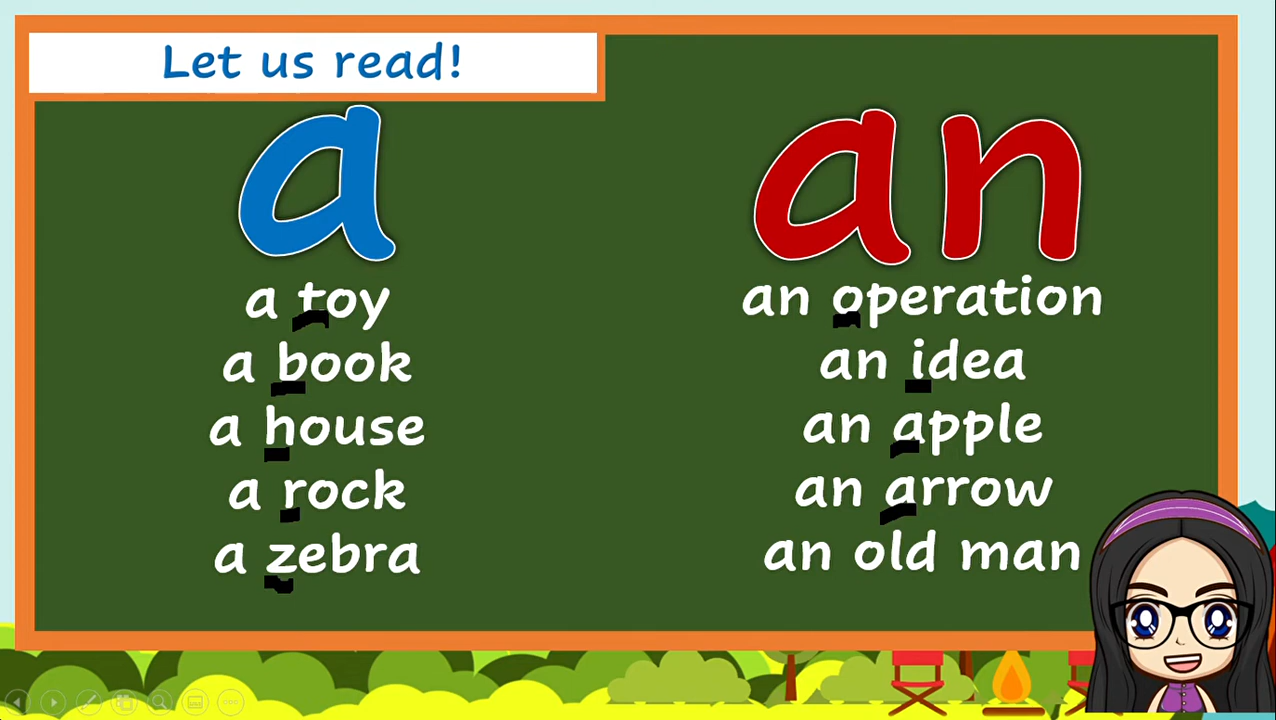 Let us read!
a
a toy
a book
a house
a rock
a zebra
an
an operation
an idea
an apple
an arrow
an old man